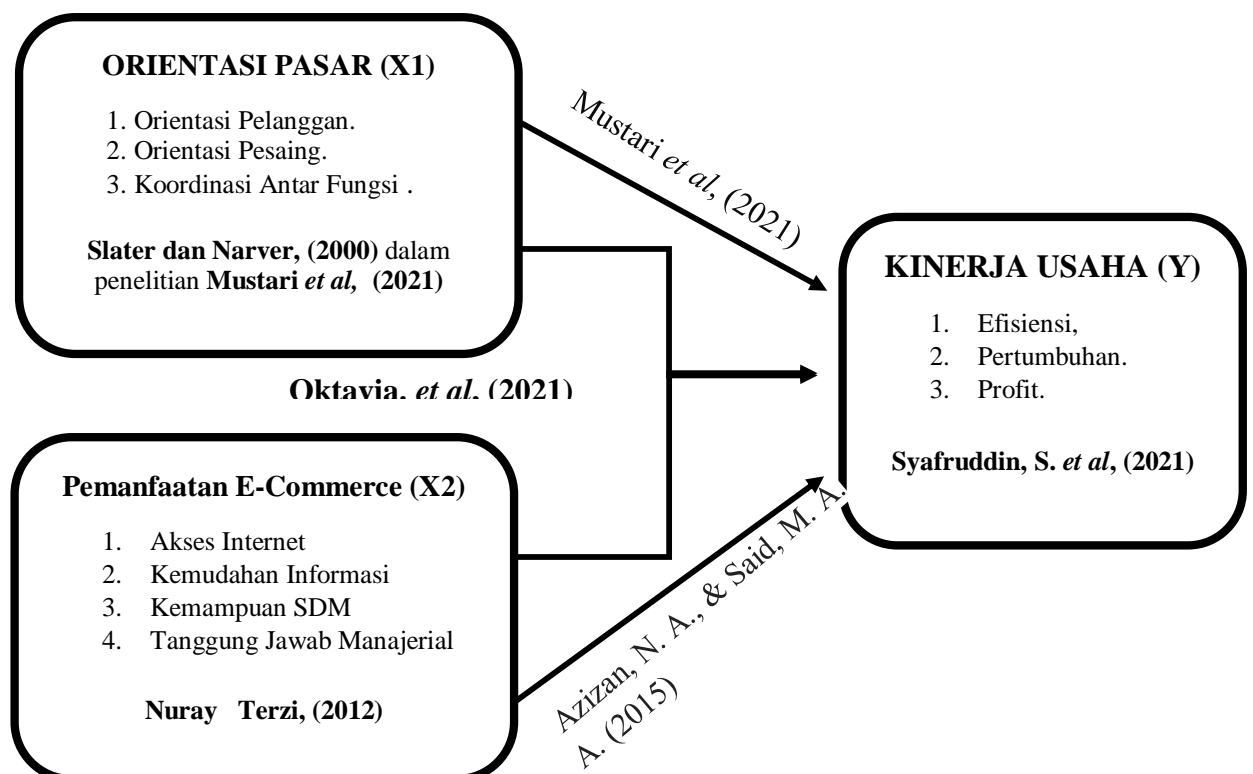 ORIENTASI PASAR (X1)
1. Orientasi Pelanggan.
2. Orientasi Pesaing.
3. Koordinasi Antar Fungsi .
Slater dan Narver, (2000) dalam
penelitian Mustari et al, (2021)
Mustari et al, (2021)
Oktavia, et al, (2021)
Pemanfaatan E-Commerce (X2)
1. Akses Internet
2. Kemudahan Informasi
3. Kemampuan SDM
4. Tanggung Jawab Manajerial
Nuray Terzi, (2012)
Azizan, N. A., & Said, M. A.
A. (2015)
KINERJA USAHA (Y)
1. Efisiensi,
2. Pertumbuhan.
3. Profit.
Syafruddin, S. et al, (2021)